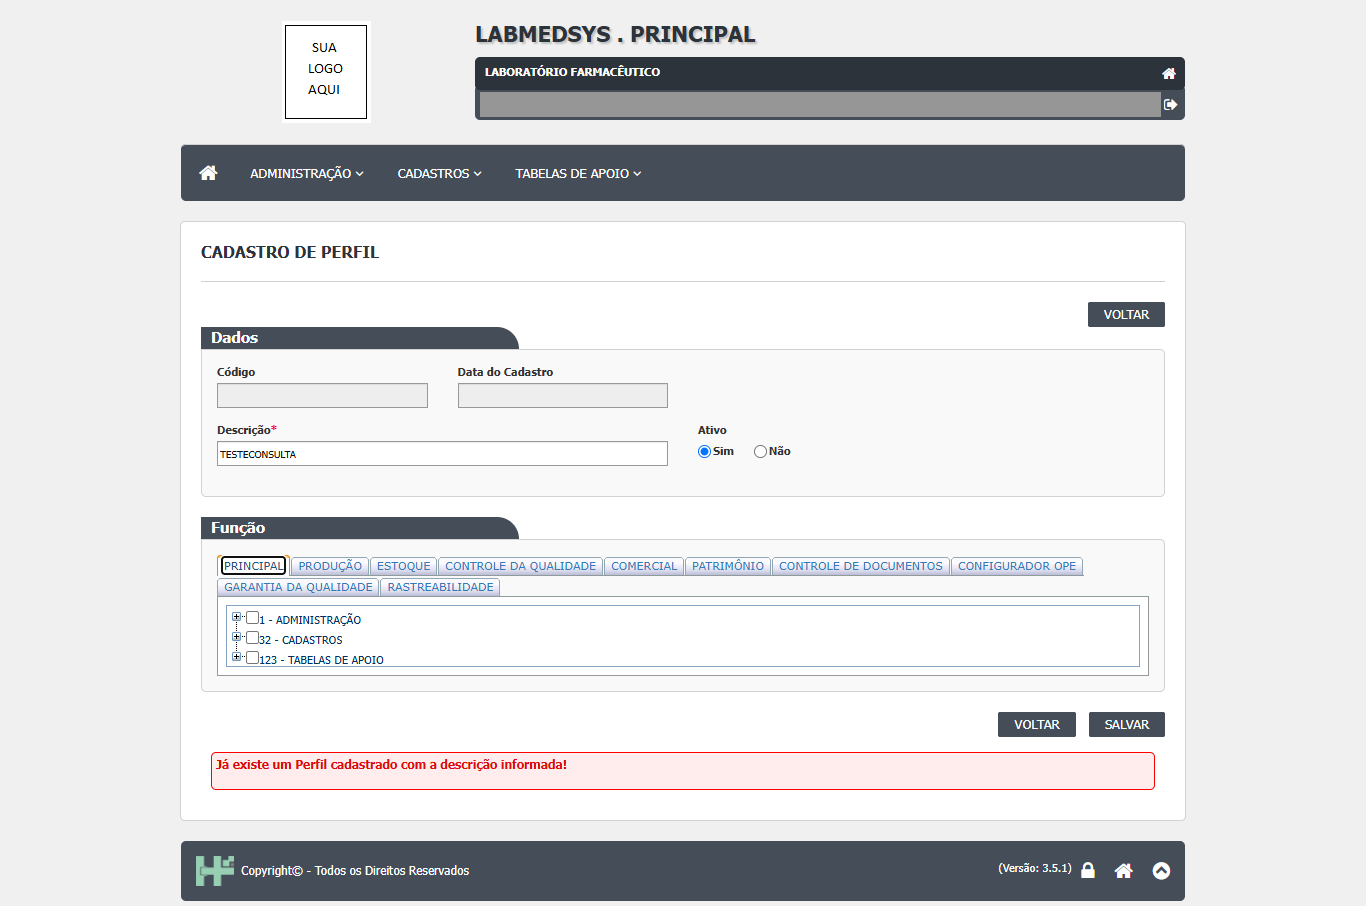 SUA
LOGO
AQUI
LABMEDSYS . PRINCIPAL
LABORATÓRIO FARMACÊUTICO
ADMINISTRAÇÃO CADASTROS TABELAS DE APOIO
CADASTRO DE PERFIL
VOLTAR
Dados
Código Data do Cadastro
Descrição* Ativo
TESTECONSULTA Sim Não
Função
PRINCIPAL PRODUÇÃO ESTOQUE CONTROLE DA QUALIDADE COMERCIAL PATRIMÔNIO CONTROLE DE DOCUMENTOS CONFIGURADOR OPE
GARANTIA DA QUALIDADE RASTREABILIDADE
1 - ADMINISTRAÇÃO
32 - CADASTROS
123 - TABELAS DE APOIO
VOLTAR SALVAR
Já existe um Perfil cadastrado com a descrição informada!
Copyright© - Todos os Direitos Reservados (Versão: 3.5.1)